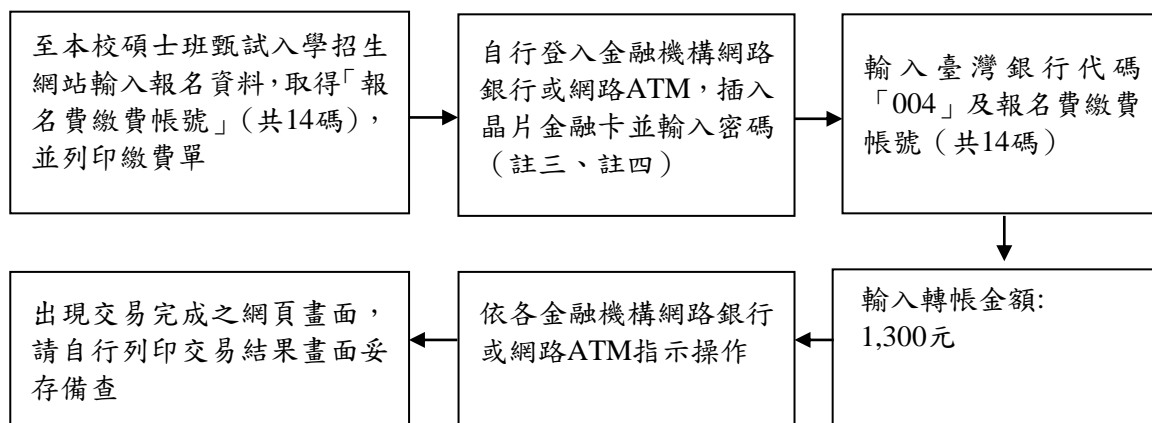 至本校碩士班甄試入學招生
網站輸入報名資料，取得「報
名費繳費帳號」（共14碼），
並列印繳費單
自行登入金融機構網路
銀行或網路ATM，插入
晶片金融卡並輸入密碼
（註三、註四）
輸入臺灣銀行代碼
「004」及報名費繳費
帳號（共14碼）
輸入轉帳金額:
1,300元
依各金融機構網路銀行
或網路ATM指示操作
出現交易完成之網頁畫面，
請自行列印交易結果畫面妥
存備查